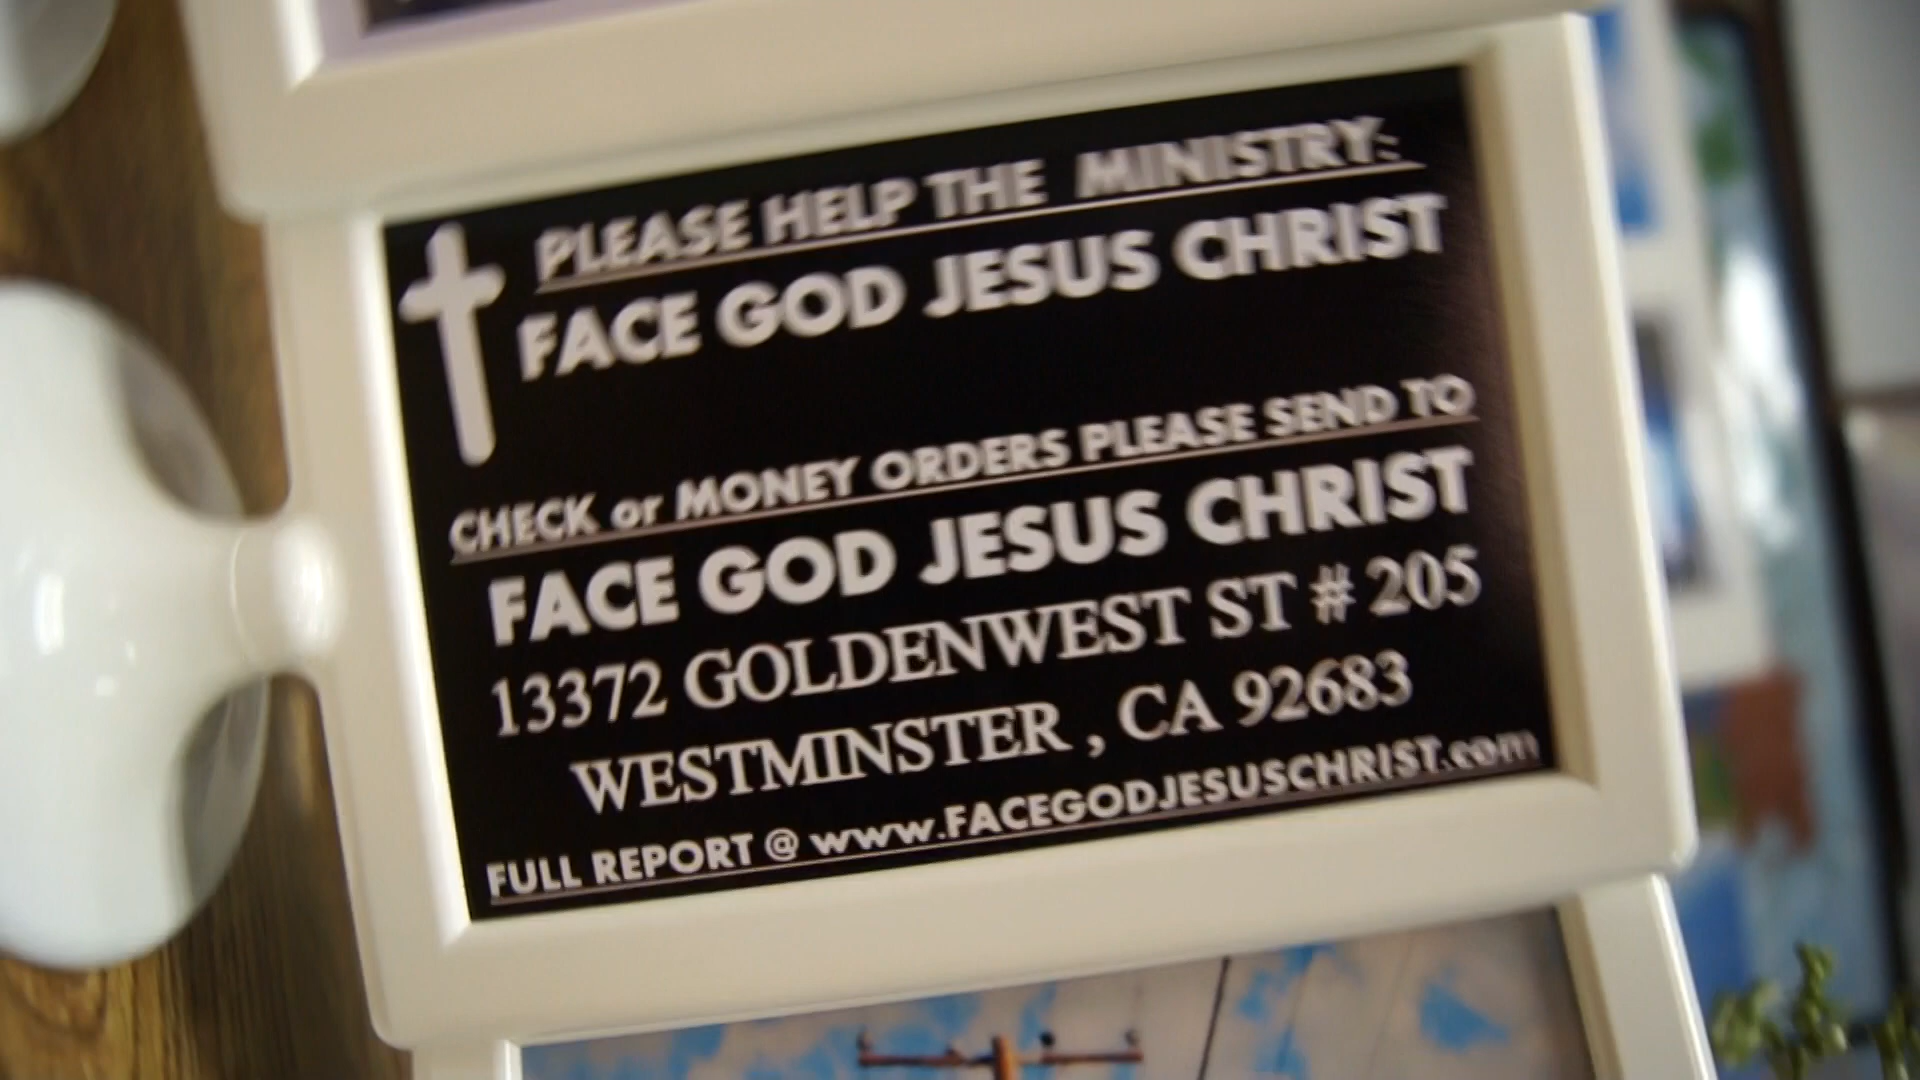 PLEASE HELP THE MINISTRY:
FACE GOD JESUS CHRIST
CHECK or MONEY ORDERS PLEASE SEND TO
FACE GOD JESUS CHRIST
13372 GOLDENWEST ST # 205
WESTMINSTER , CA 92683
FULL REPORT @ www.FACEGODJESUSCHRIST.com